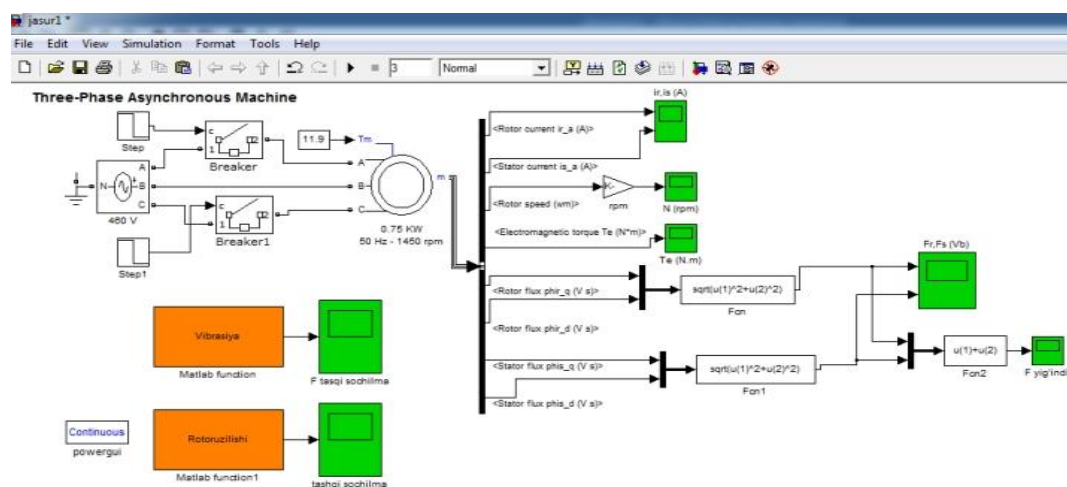 jasur1 *
File Edit View Simulation Format Tools Help
3 Normal
Three-Phase Asynchronous Machine
ir,is (A)
Step
c
1
2
Breaker
11.9
Tm
<Rotor current ir_a (A)>
<Stator current is_a (A)>
A
N
B
C
460 V
A
B
C
m
0.75 KW
50 Hz - 1450 rpm
<Rotor speed (wm)>
K-
rpm
N (rpm)
c
1
2
Breaker1
Step1
<Electromagnetic torque Te (N*m)>
Te (N.m)
Fr,Fs (Vb)
<Rotor flux phir_q (V s)>
sqrt(u(1)^2+u(2)^2)
Fcn
<Rotor flux phir_d (V s)>
Vibrasiya
Matlab function
F tasqi sochilma
<Stator flux phis_q (V s)>
sqrt(u(1)^2+u(2)^2)
Fcn1
u(1)+u(2)
Fcn2
F yig'indi
<Stator flux phis_d (V s)>
Continuous
powergui
Rotoruzilishi
Matlab function1
tashqi sochilma